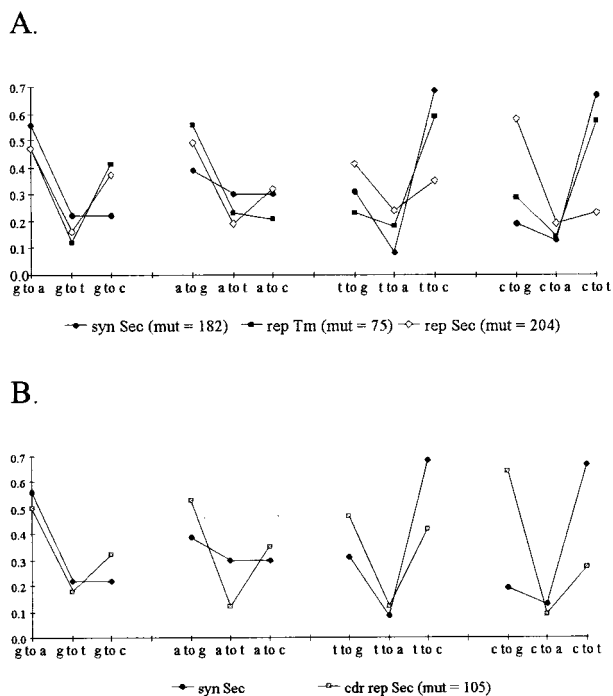 A.
0.7
0.6
0.5
0.4
0.3
0.2
0.1
0.0
g to a g to t g to c a to g a to t a to c t to g t to a t to c c to g c to a c to t
syn Sec (mut = 182) rep Tm (mut = 75) rep Sec (mut = 204)
B.
0.7
0.6
0.5
0.4
0.3
0.2
0.1
0.0
g to a g to t g to c a to g a to t a to c t to g t to a t to c c to g c to a c to t
syn Sec cdr rep Sec (mut = 105)